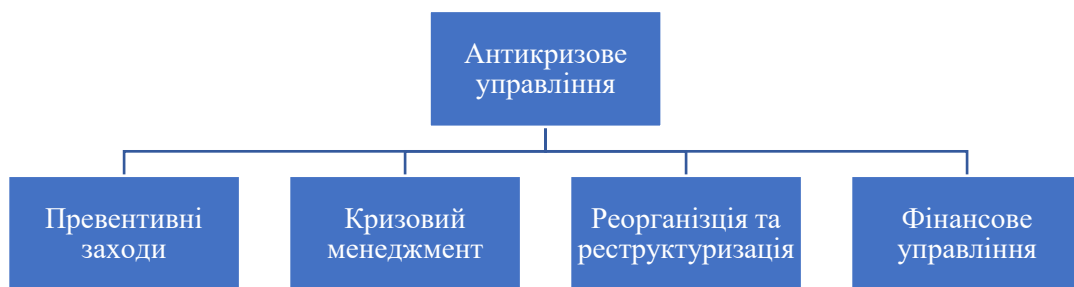 Антикризове
управління
Превентивні
заходи
Кризовий
менеджмент
Реорганізція та
реструктуризація
Фінансове
управління